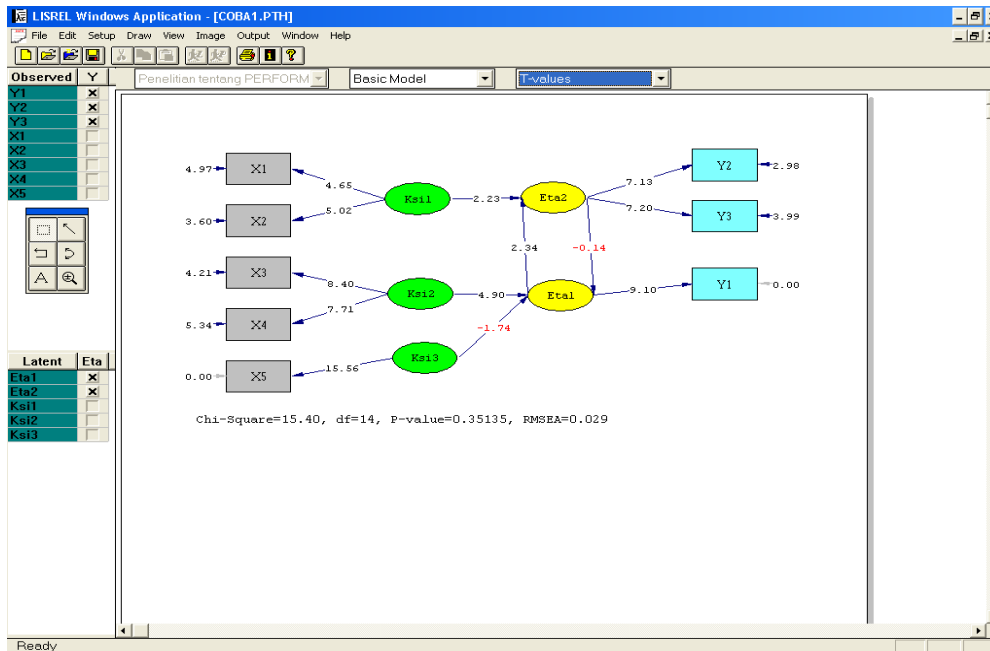 LISREL Windows Application - [COBA1.PTH]
File Edit Setup Draw View Image Output Window Help
Observed Y
Penelitian tentang PERFORM
Basic Model
T-values
Y1
Y2
Y3
X1
X2
X3
X4
X5
A
Latent Eta
Eta1
Eta2
Ksi1
Ksi2
Ksi3
4.97 X1 4.65
3.60 X2 5.02
4.21 X3 8.40
5.34 X4 7.71
0.00 X5 15.56
Ksi1 2.23 Eta2
Ksi2 4.90 Eta1
Ksi3 -1.74
2.34 -0.14
7.13 Y2 2.98
7.20 Y3 3.99
9.10 Y1 0.00
Chi-Square=15.40, df=14, P-value=0.35135, RMSEA=0.029
Ready